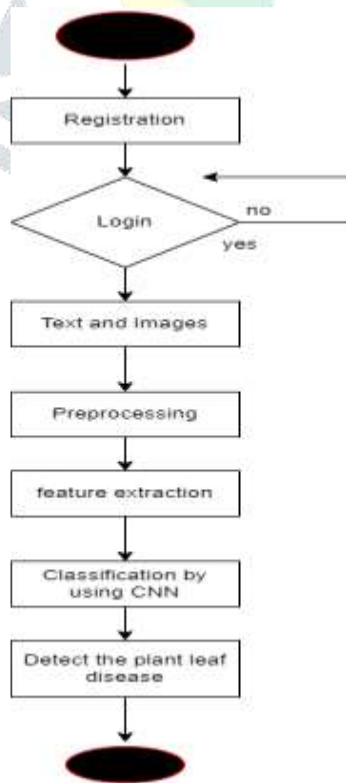 Registration
Login
no
yes
Text and Images
Preprocessing
feature extraction
Classification by
using CNN
Detect the plant leaf
disease